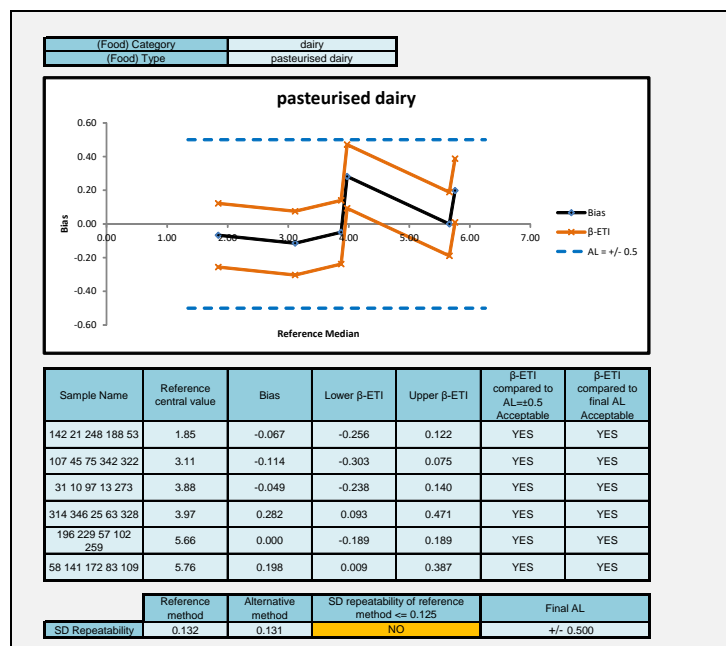 (Food) Category dairy
(Food) Type pasteurised dairy
pasteurised dairy
0.60
0.40
0.20
0.00
-0.20
-0.40
-0.60
Bias
0.00 1.00 2.00 3.00 4.00 5.00 6.00 7.00
Reference Median
Bias
β-ETI
AL = +/- 0.5
Sample Name Reference central value Bias Lower β-ETI Upper β-ETI β-ETI compared to AL=±0.5 Acceptable β-ETI compared to final AL Acceptable
142 21 248 188 53 1.85 -0.067 -0.256 0.122 YES YES
107 45 75 342 322 3.11 -0.114 -0.303 0.075 YES YES
31 10 97 13 273 3.88 -0.049 -0.238 0.140 YES YES
314 346 25 63 328 3.97 0.282 0.093 0.471 YES YES
196 229 57 102 259 5.66 0.000 -0.189 0.189 YES YES
58 141 172 83 109 5.76 0.198 0.009 0.387 YES YES
Reference method Alternative method SD repeatability of reference method <= 0.125 Final AL
SD Repeatability 0.132 0.131 NO +/- 0.500